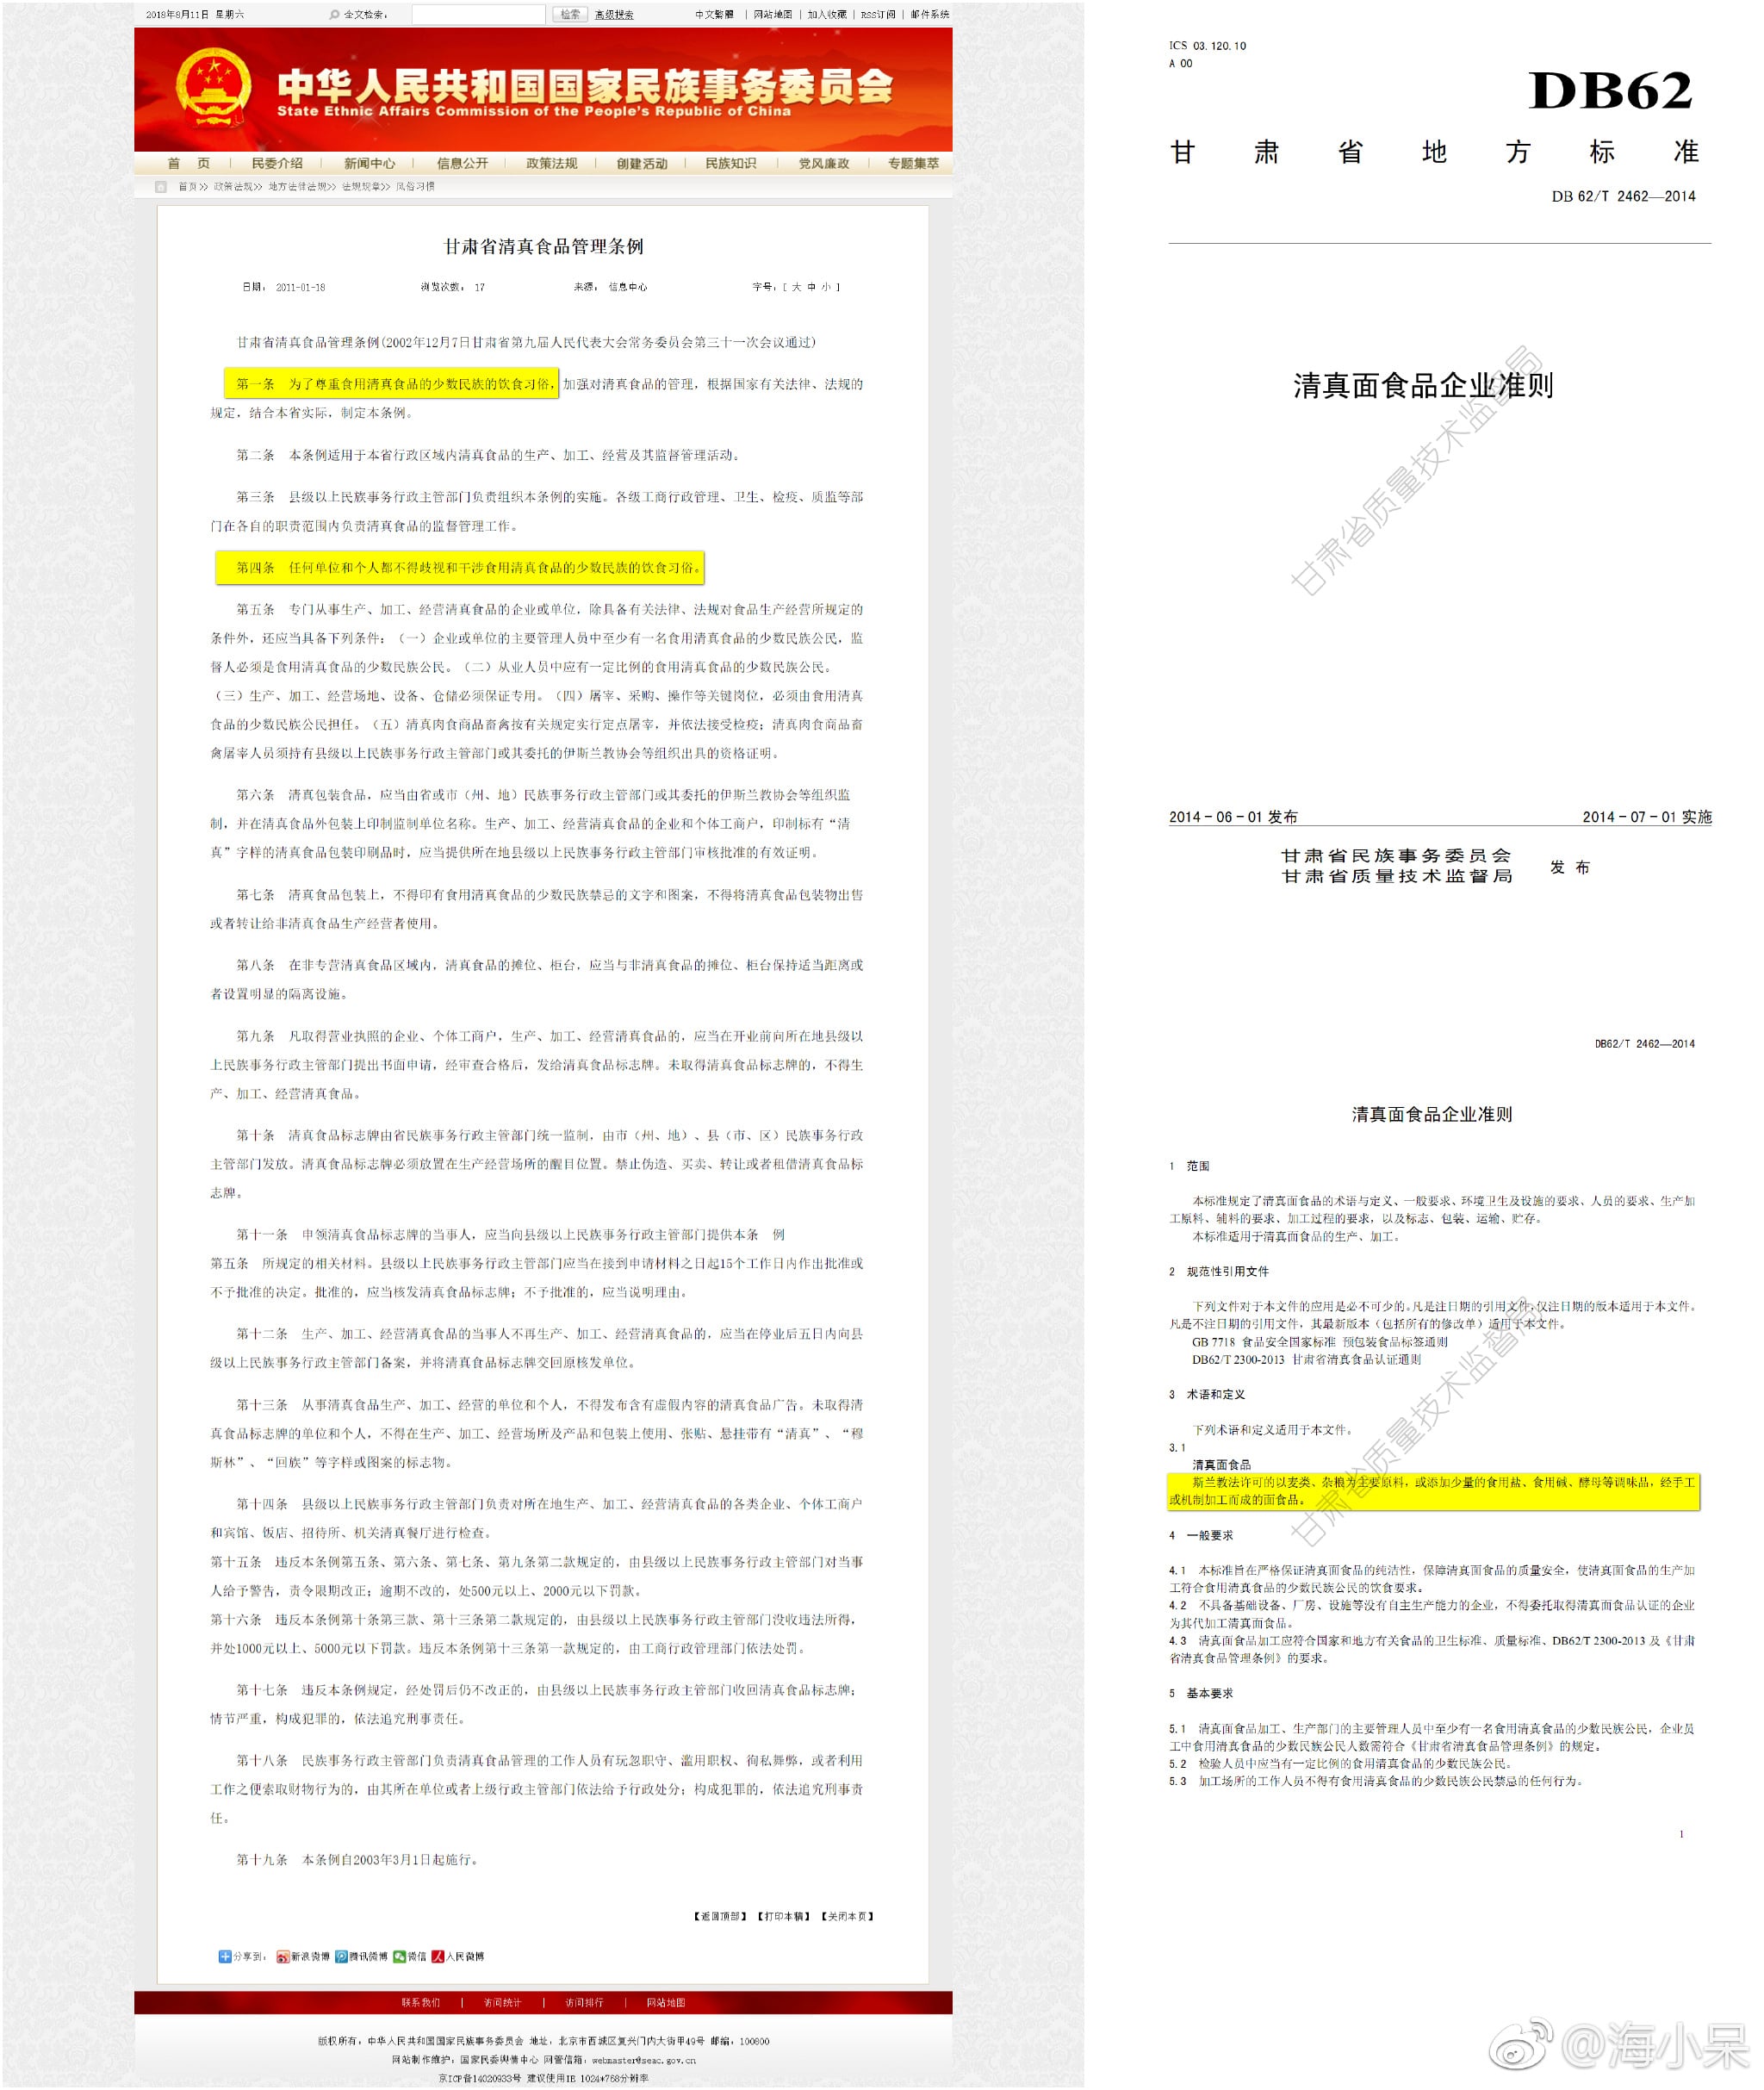 2018年8月11日 星期六
全文检索：
检索
高级搜索
中文繁體 | 网站地图 | 加入收藏 | RSS订阅 | 邮件系统
中华人民共和国国家民族事务委员会
State Ethnic Affairs Commission of the People's Republic of China
首 页 | 民委介绍 | 新闻中心 | 信息公开 | 政策法规 | 创建活动 | 民族知识 | 党风廉政 | 专题集萃
首页>> 政策法规>> 地方法律法规>> 法规规章>> 风俗习惯
甘肃省清真食品管理条例
日期： 2011-01-18 浏览次数： 17 来源： 信息中心 字号：[ 大 中 小 ]
甘肃省清真食品管理条例(2002年12月7日甘肃省第九届人民代表大会常务委员会第三十一次会议通过)
第一条 为了尊重食用清真食品的少数民族的饮食习俗，加强对清真食品的管理，根据国家有关法律、法规的
规定，结合本省实际，制定本条例。
第二条 本条例适用于本省行政区域内清真食品的生产、加工、经营及其监督管理活动。
第三条 县级以上民族事务行政主管部门负责组织本条例的实施。各级工商行政管理、卫生、检疫、质监等部
门在各自的职责范围内负责清真食品的监督管理工作。
第四条 任何单位和个人都不得歧视和干涉食用清真食品的少数民族的饮食习俗。
第五条 专门从事生产、加工、经营清真食品的企业或单位，除具备有关法律、法规对食品生产经营所规定的
条件外，还应当具备下列条件：（一）企业或单位的主要管理人员中至少有一名食用清真食品的少数民族公民，监
督人必须是食用清真食品的少数民族公民。（二）从业人员中应有一定比例的食用清真食品的少数民族公民。
（三）生产、加工、经营场地、设备、仓储必须保证专用。（四）屠宰、采购、操作等关键岗位，必须由食用清真
食品的少数民族公民担任。（五）清真肉食商品畜禽按有关规定实行定点屠宰，并依法接受检疫；清真肉食商品畜
禽屠宰人员须持有县级以上民族事务行政主管部门或其委托的伊斯兰教协会等组织出具的资格证明。
第六条 清真包装食品，应当由省或市（州、地）民族事务行政主管部门或其委托的伊斯兰教协会等组织监
制，并在清真食品外包装上印制监制单位名称。生产、加工、经营清真食品的企业和个体工商户，印制标有“清
真”字样的清真食品包装印刷品时，应当提供所在地县级以上民族事务行政主管部门审核批准的有效证明。
第七条 清真食品包装上，不得印有食用清真食品的少数民族禁忌的文字和图案，不得将清真食品包装物出售
或者转让给非清真食品生产经营者使用。
第八条 在非专营清真食品区域内，清真食品的摊位、柜台，应当与非清真食品的摊位、柜台保持适当距离或
者设置明显的隔离设施。
第九条 凡取得营业执照的企业、个体工商户，生产、加工、经营清真食品的，应当在开业前向所在地县级以
上民族事务行政主管部门提出书面申请，经审查合格后，发给清真食品标志牌。未取得清真食品标志牌的，不得生
产、加工、经营清真食品。
第十条 清真食品标志牌由省民族事务行政主管部门统一监制，由市（州、地）、县（市、区）民族事务行政
主管部门发放。清真食品标志牌必须放置在生产经营场所的醒目位置。禁止伪造、买卖、转让或者租借清真食品标
志牌。
第十一条 申领清真食品标志牌的当事人，应当向县级以上民族事务行政主管部门提供本条 例
第五条 所规定的相关材料。县级以上民族事务行政主管部门应当在接到申请材料之日起15个工作日内作出批准或
不予批准的决定。批准的，应当核发清真食品标志牌；不予批准的，应当说明理由。
第十二条 生产、加工、经营清真食品的当事人不再生产、加工、经营清真食品的，应当在停业后五日内向县
级以上民族事务行政主管部门备案，并将清真食品标志牌交回原核发单位。
第十三条 从事清真食品生产、加工、经营的单位和个人，不得发布含有虚假内容的清真食品广告。未取得清
真食品标志牌的单位和个人，不得在生产、加工、经营场所及产品和包装上使用、张贴、悬挂带有“清真”、“穆
斯林”、“回族”等字样或图案的标志物。
第十四条 县级以上民族事务行政主管部门负责对所在地生产、加工、经营清真食品的各类企业、个体工商户
和宾馆、饭店、招待所、机关清真餐厅进行检查。
第十五条 违反本条例第五条、第六条、第七条、第九条第二款规定的，由县级以上民族事务行政主管部门对当事
人给予警告，责令限期改正；逾期不改的，处500元以上、2000元以下罚款。
第十六条 违反本条例第十条第三款、第十三条第二款规定的，由县级以上民族事务行政主管部门没收违法所得，
并处1000元以上、5000元以下罚款。违反本条例第十三条第一款规定的，由工商行政管理部门依法处罚。
第十七条 违反本条例规定，经处罚后仍不改正的，由县级以上民族事务行政主管部门收回清真食品标志牌；
情节严重，构成犯罪的，依法追究刑事责任。
第十八条 民族事务行政主管部门负责清真食品管理的工作人员有玩忽职守、滥用职权、徇私舞弊，或者利用
工作之便索取财物行为的，由其所在单位或者上级行政主管部门依法给予行政处分；构成犯罪的，依法追究刑事责
任。
第十九条 本条例自2003年3月1日起施行。
【返回顶部】 【打印本稿】 【关闭本页】
分享到： 新浪微博 腾讯微博 微信 人民微博
联系我们 | 访问统计 | 访问排行 | 网站地图
版权所有：中华人民共和国国家民族事务委员会 地址：北京市西城区复兴门内大街甲49号 邮编：100800
网站制作维护：国家民委舆情中心 网管信箱：webmaster@seac.gov.cn
京ICP备14020933号 建议使用IE 1024*768分辨率
ICS 03.120.10
A 00
DB62
甘肃省地方标准
DB 62/T 2462—2014
清真面食品企业准则
甘肃省质量技术监督局
2014-06-01 发布 2014-07-01 实施
甘肃省民族事务委员会
甘肃省质量技术监督局
发 布
DB62/T 2462—2014
清真面食品企业准则
1 范围
本标准规定了清真面食品的术语与定义、一般要求、环境卫生及设施的要求、人员的要求、生产加
工原料、辅料的要求、加工过程的要求，以及标志、包装、运输、贮存。
本标准适用于清真面食品的生产、加工。
2 规范性引用文件
下列文件对于本文件的应用是必不可少的。凡是注日期的引用文件，仅注日期的版本适用于本文件。
凡是不注日期的引用文件，其最新版本（包括所有的修改单）适用于本文件。
GB 7718 食品安全国家标准 预包装食品标签通则
DB62/T 2300-2013 甘肃省清真食品认证通则
3 术语和定义
下列术语和定义适用于本文件。
3.1
清真面食品
斯兰教法许可的以麦类、杂粮为主要原料，或添加少量的食用盐、食用碱、酵母等调味品，经手工
或机制加工而成的面食品。
甘肃省质量技术监督局
4 一般要求
4.1 本标准旨在严格保证清真面食品的纯洁性，保障清真面食品的质量安全，使清真面食品的生产加
工符合食用清真食品的少数民族公民的饮食要求。
4.2 不具备基础设备、厂房、设施等没有自主生产能力的企业，不得委托取得清真面食品认证的企业
为其代加工清真面食品。
4.3 清真面食品加工应符合国家和地方有关食品的卫生标准、质量标准、DB62/T 2300-2013 及《甘肃
省清真食品管理条例》的要求。
5 基本要求
5.1 清真面食品加工、生产部门的主要管理人员中至少有一名食用清真食品的少数民族公民，企业员
工中食用清真食品的少数民族公民人数需符合《甘肃省清真食品管理条例》的规定。
5.2 检验人员中应当有一定比例的食用清真食品的少数民族公民。
5.3 加工场所的工作人员不得有食用清真食品的少数民族公民禁忌的任何行为。
1
@海小呆